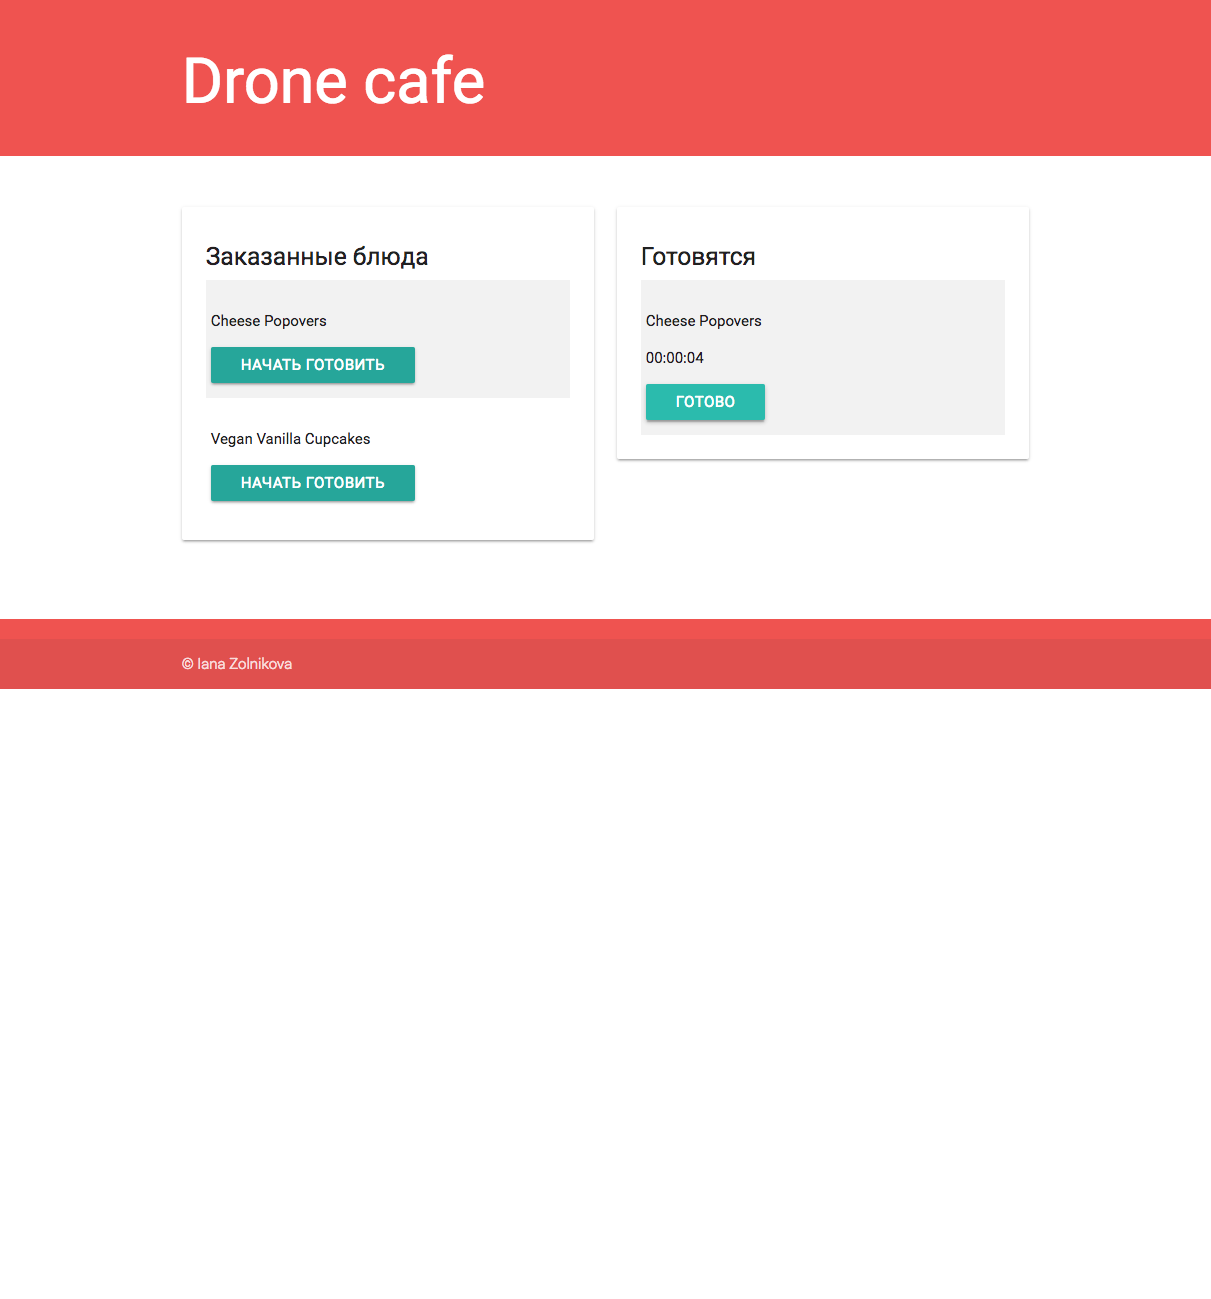 Drone cafe
Заказанные блюда
Cheese Popovers
НАЧАТЬ ГОТОВИТЬ
Vegan Vanilla Cupcakes
НАЧАТЬ ГОТОВИТЬ
Готовятся
Cheese Popovers
00:00:04
ГОТОВО
© Iana Zolnikova